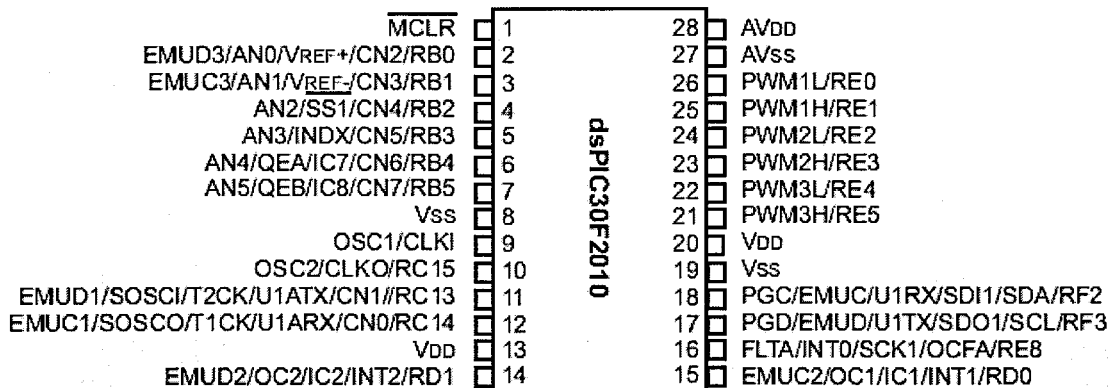 MCLR 1 28 AVDD
EMUD3/AN0/VREF+/CN2/RB0 2 27 AVSS
EMUC3/AN1/VREF-/CN3/RB1 3 26 PWM1L/RE0
AN2/SS1/CN4/RB2 4 25 PWM1H/RE1
AN3/INDX/CN5/RB3 5 24 PWM2L/RE2
AN4/QEA/IC7/CN6/RB4 6 23 PWM2H/RE3
AN5/QEB/IC8/CN7/RB5 7 22 PWM3L/RE4
VSS 8 21 PWM3H/RE5
OSC1/CLKI 9 20 VDD
OSC2/CLKO/RC15 10 19 VSS
EMUD1/SOSCI/T2CK/U1ATX/CN1//RC13 11 18 PGC/EMUC/U1RX/SDI1/SDA/RF2
EMUC1/SOSCO/T1CK/U1ARX/CN0/RC14 12 17 PGD/EMUD/U1TX/SDO1/SCL/RF3
VDD 13 16 FLTA/INT0/SCK1/OCFA/RE8
EMUD2/OC2/IC2/INT2/RD1 14 15 EMUC2/OC1/IC1/INT1/RD0
dsPIC30F2010